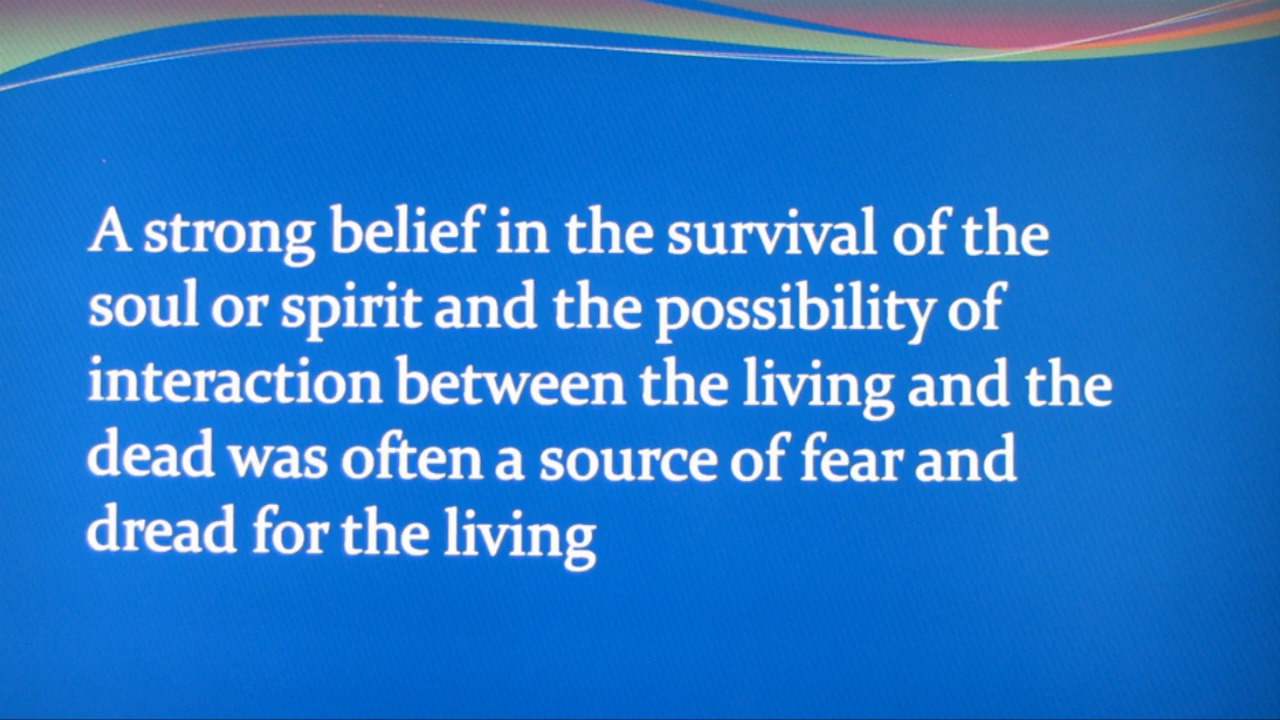 A strong belief in the survival of the
soul or spirit and the possibility of
interaction between the living and the
dead was often a source of fear and
dread for the living